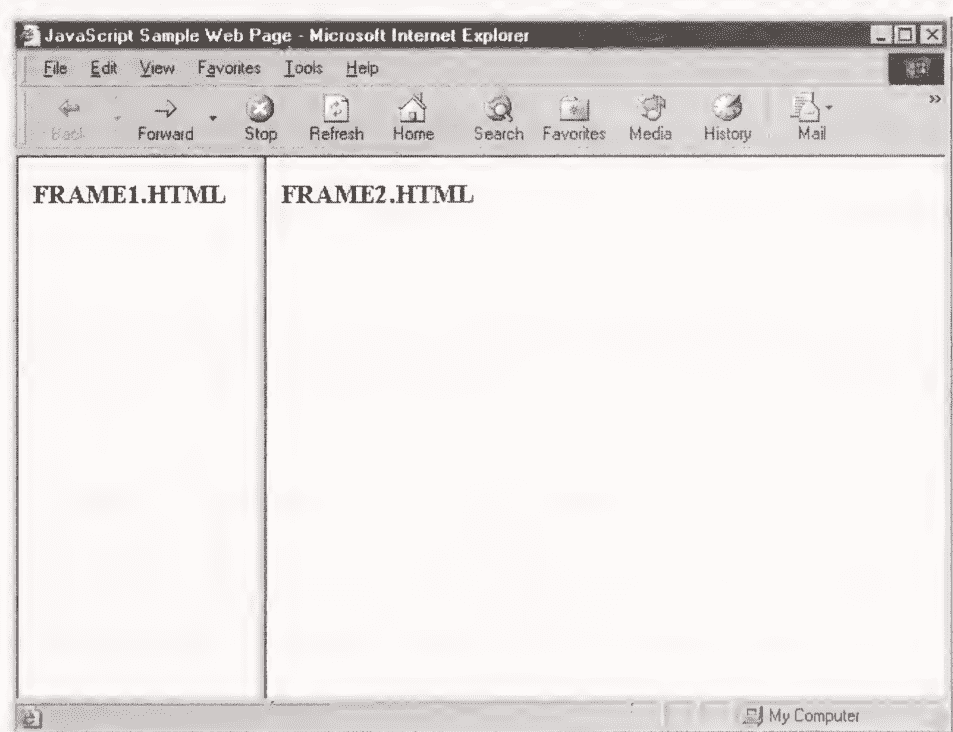 JavaScript Sample Web Page - Microsoft Internet Explorer
File Edit View Favorites Tools Help
Back Forward Stop Refresh Home Search Favorites Media History Mail »
FRAME1.HTML FRAME2.HTML
My Computer